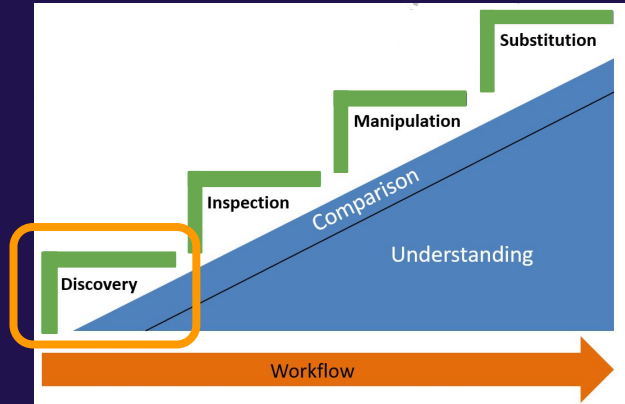 Substitution
Manipulation
Inspection
Comparison
Understanding
Discovery
Workflow